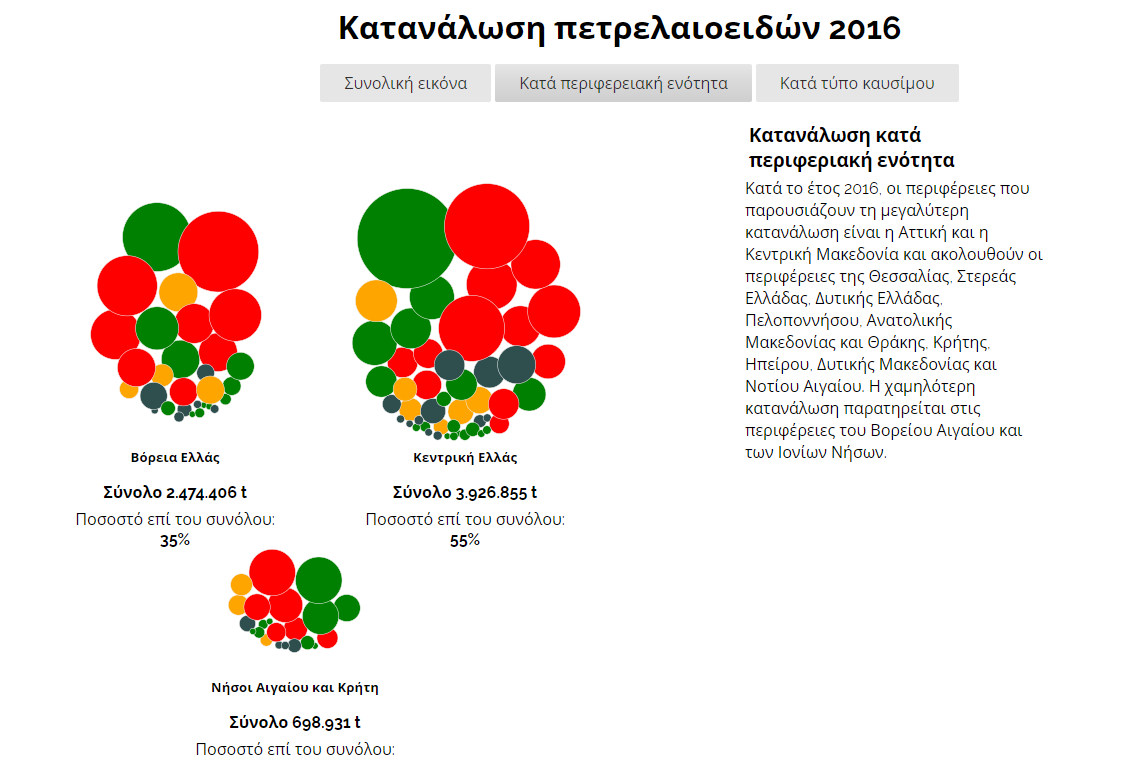 Κατανάλωση πετρελαιοειδών 2016
Συνολική εικόνα
Κατά περιφερειακή ενότητα
Κατά τύπο καυσίμου
Κατανάλωση κατά
περιφεριακή ενότητα
Κατά το έτος 2016, οι περιφέρειες που
παρουσιάζουν τη μεγαλύτερη
κατανάλωση είναι η Αττική και η
Κεντρική Μακεδονία και ακολουθούν οι
περιφέρειες της Θεσσαλίας, Στερεάς
Ελλάδας, Δυτικής Ελλάδας,
Πελοποννήσου, Ανατολικής
Μακεδονίας και Θράκης, Κρήτης,
Ηπείρου, Δυτικής Μακεδονίας και
Νοτίου Αιγαίου. Η χαμηλότερη
κατανάλωση παρατηρείται στις
περιφέρειες του Βορείου Αιγαίου και
των Ιονίων Νήσων.
Βόρεια Ελλάς
Σύνολο 2.474.406 t
Ποσοστό επί του συνόλου:
35%
Κεντρική Ελλάς
Σύνολο 3.926.855 t
Ποσοστό επί του συνόλου:
55%
Νήσοι Αιγαίου και Κρήτη
Σύνολο 698.931 t
Ποσοστό επί του συνόλου: